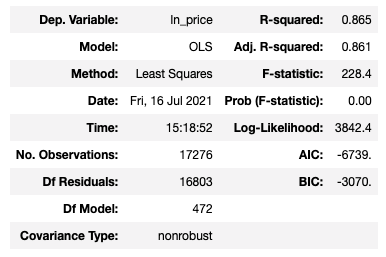 Dep. Variable: ln_price R-squared: 0.865
Model: OLS Adj. R-squared: 0.861
Method: Least Squares F-statistic: 228.4
Date: Fri, 16 Jul 2021 Prob (F-statistic): 0.00
Time: 15:18:52 Log-Likelihood: 3842.4
No. Observations: 17276 AIC: -6739.
Df Residuals: 16803 BIC: -3070.
Df Model: 472
Covariance Type: nonrobust